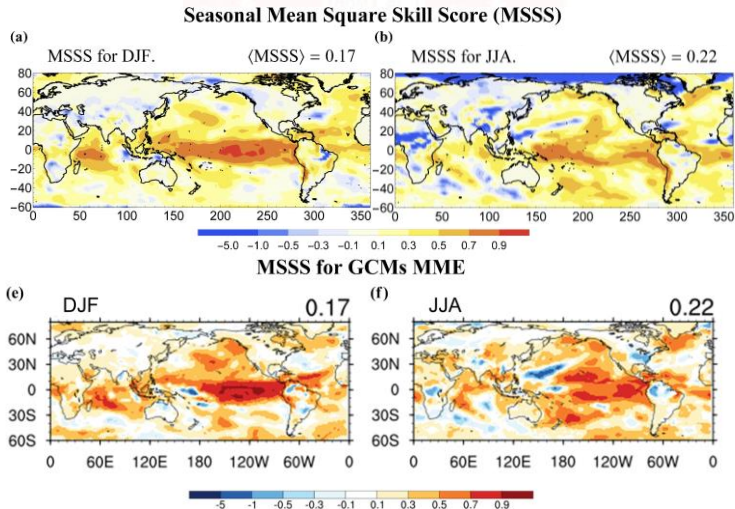 Seasonal Mean Square Skill Score (MSSS)
(a) MSSS for DJF. ⟨MSSS⟩ = 0.17
(b) MSSS for JJA. ⟨MSSS⟩ = 0.22
80
60
40
20
0
−20
−40
−60
0 50 100 150 200 250 300 350
80
60
40
20
0
−20
−40
−60
0 50 100 150 200 250 300 350
−5.0 −1.0 −0.5 −0.3 −0.1 0.1 0.3 0.5 0.7 0.9
MSSS for GCMs MME
(e) DJF 0.17
(f) JJA 0.22
60N
30N
0
30S
60S
0 60E 120E 180 120W 60W 0
60N
30N
0
30S
60S
0 60E 120E 180 120W 60W 0
-5 -1 -0.5 -0.3 -0.1 0.1 0.3 0.5 0.7 0.9